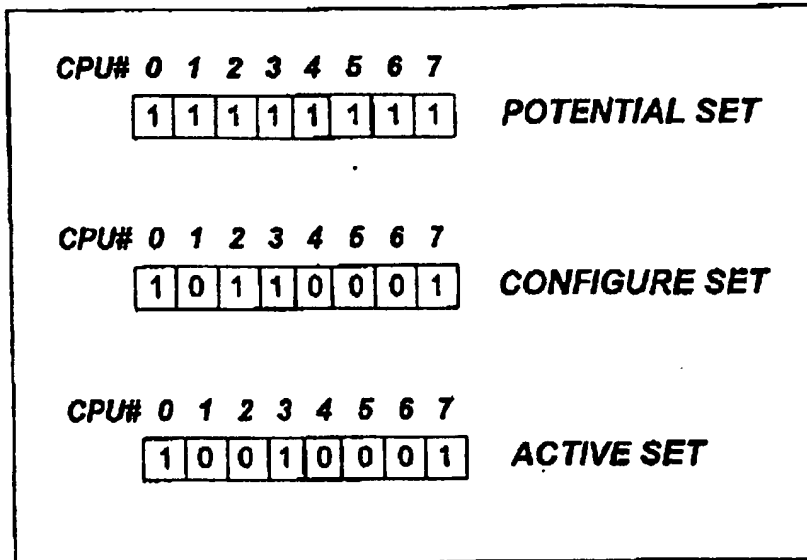 CPU# 0 1 2 3 4 5 6 7
1 1 1 1 1 1 1 1 POTENTIAL SET
CPU# 0 1 2 3 4 5 6 7
1 0 1 1 0 0 0 1 CONFIGURE SET
CPU# 0 1 2 3 4 5 6 7
1 0 0 1 0 0 0 1 ACTIVE SET